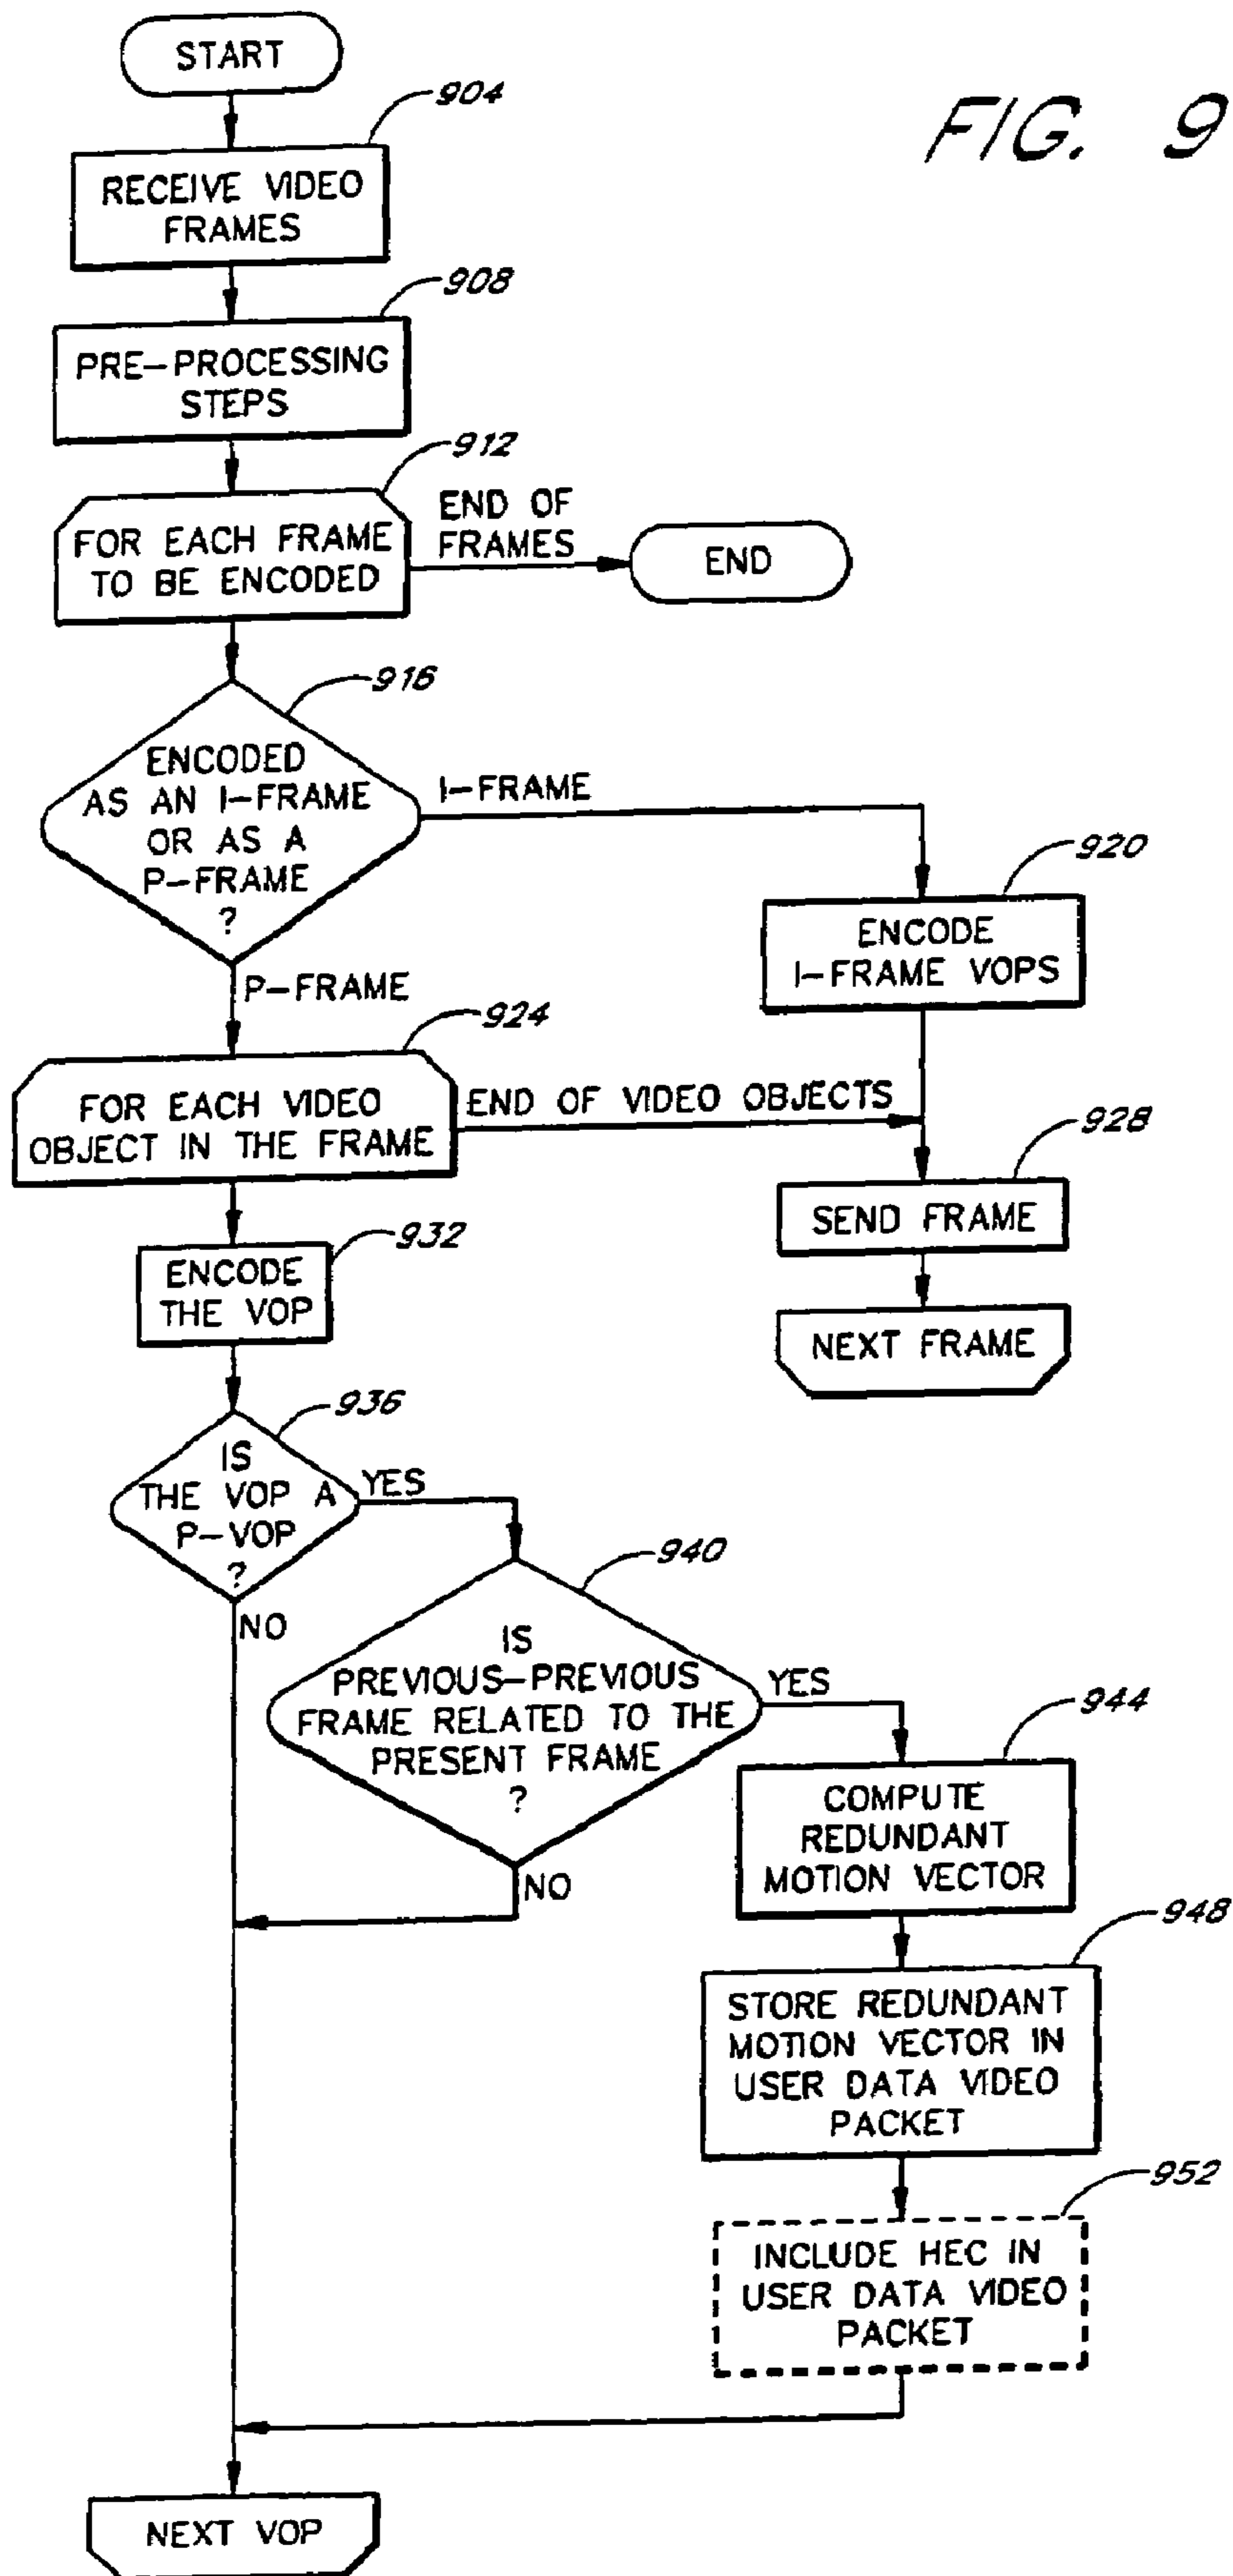 START
FIG. 9
904
RECEIVE VIDEO
FRAMES
908
PRE-PROCESSING
STEPS
912
FOR EACH FRAME
TO BE ENCODED
END OF
FRAMES
END
916
ENCODED
AS AN I-FRAME
OR AS A
P-FRAME
?
I-FRAME
920
ENCODE
I-FRAME VOPS
P-FRAME
924
FOR EACH VIDEO
OBJECT IN THE FRAME
END OF VIDEO OBJECTS
928
SEND FRAME
NEXT FRAME
932
ENCODE
THE VOP
936
IS
THE VOP A
P-VOP
?
YES
NO
940
IS
PREVIOUS-PREVIOUS
FRAME RELATED TO THE
PRESENT FRAME
?
YES
NO
944
COMPUTE
REDUNDANT
MOTION VECTOR
948
STORE REDUNDANT
MOTION VECTOR IN
USER DATA VIDEO
PACKET
952
INCLUDE HEC IN
USER DATA VIDEO
PACKET
NEXT VOP